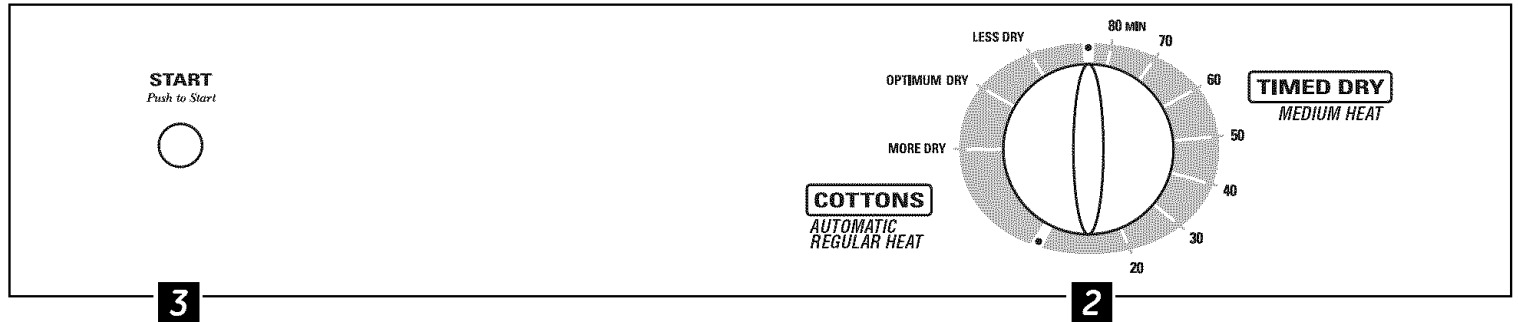 START
Push to Start
LESS DRY
OPTIMUM DRY
MORE DRY
COTTONS
AUTOMATIC
REGULAR HEAT
80 MIN
70
60
50
40
30
20
TIMED DRY
MEDIUM HEAT
3
2